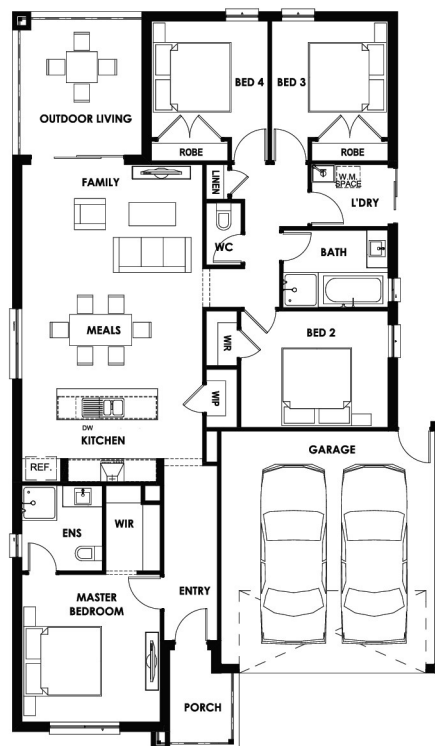 BED 4
BED 3
OUTDOOR LIVING
ROBE
ROBE
FAMILY
LINEN
W.M.
SPACE
L'DRY
WC
BATH
MEALS
WIR
BED 2
WIP
DW
KITCHEN
GARAGE
REF.
ENS
WIR
MASTER
BEDROOM
ENTRY
PORCH